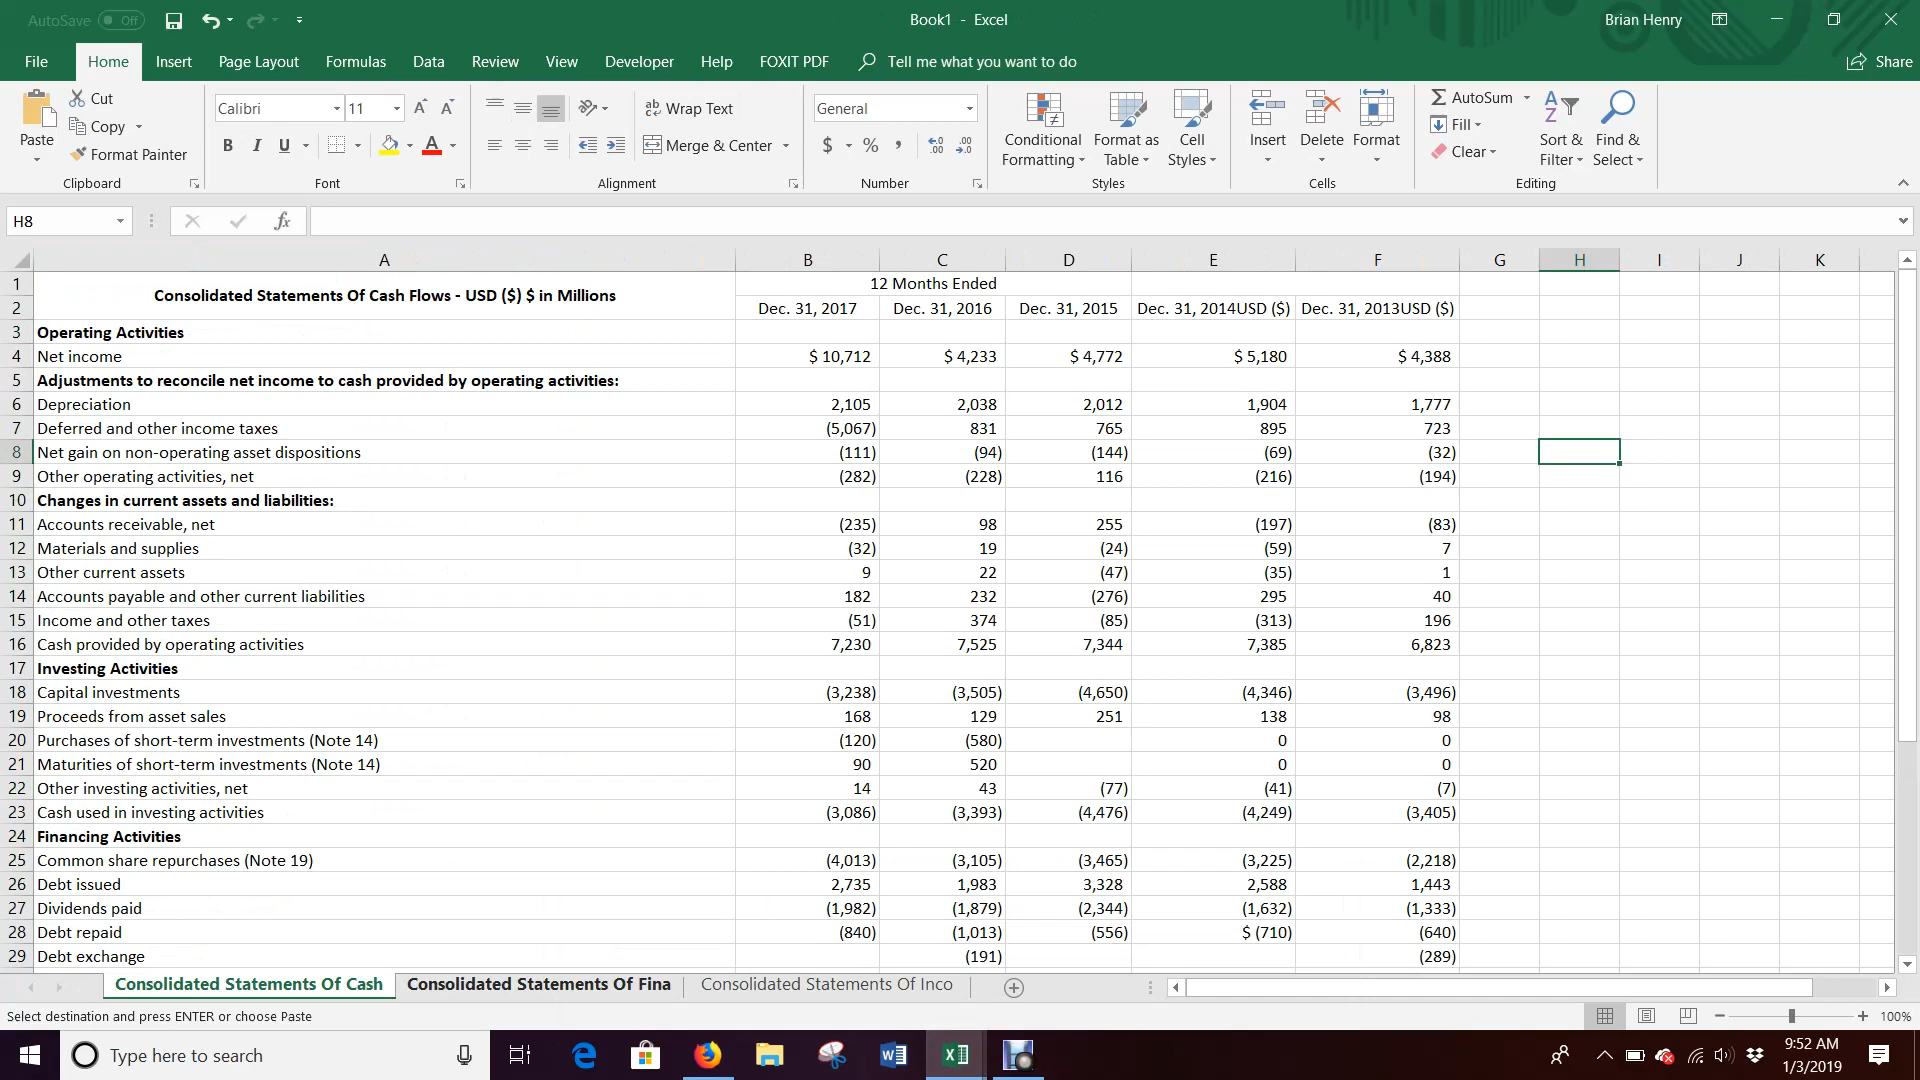 AutoSave Off Book1 - Excel Brian Henry
File Home Insert Page Layout Formulas Data Review View Developer Help FOXIT PDF Tell me what you want to do Share
Paste Cut Copy Format Painter
Clipboard
Calibri 11 A A
B I U A
Font
Wrap Text
Merge & Center
Alignment
General
$ % , .00 .00
Number
Conditional Formatting Format as Table Cell Styles
Styles
Insert Delete Format
Cells
AutoSum Fill Clear Sort & Filter Find & Select
Editing
H8 fx
A B C D E F G H I J K
1 Consolidated Statements Of Cash Flows - USD ($) $ in Millions 12 Months Ended
2 Dec. 31, 2017 Dec. 31, 2016 Dec. 31, 2015 Dec. 31, 2014USD ($) Dec. 31, 2013USD ($)
3 Operating Activities
4 Net income $ 10,712 $ 4,233 $ 4,772 $ 5,180 $ 4,388
5 Adjustments to reconcile net income to cash provided by operating activities:
6 Depreciation 2,105 2,038 2,012 1,904 1,777
7 Deferred and other income taxes (5,067) 831 765 895 723
8 Net gain on non-operating asset dispositions (111) (94) (144) (69) (32)
9 Other operating activities, net (282) (228) 116 (216) (194)
10 Changes in current assets and liabilities:
11 Accounts receivable, net (235) 98 255 (197) (83)
12 Materials and supplies (32) 19 (24) (59) 7
13 Other current assets 9 22 (47) (35) 1
14 Accounts payable and other current liabilities 182 232 (276) 295 40
15 Income and other taxes (51) 374 (85) (313) 196
16 Cash provided by operating activities 7,230 7,525 7,344 7,385 6,823
17 Investing Activities
18 Capital investments (3,238) (3,505) (4,650) (4,346) (3,496)
19 Proceeds from asset sales 168 129 251 138 98
20 Purchases of short-term investments (Note 14) (120) (580) 0 0
21 Maturities of short-term investments (Note 14) 90 520 0 0
22 Other investing activities, net 14 43 (77) (41) (7)
23 Cash used in investing activities (3,086) (3,393) (4,476) (4,249) (3,405)
24 Financing Activities
25 Common share repurchases (Note 19) (4,013) (3,105) (3,465) (3,225) (2,218)
26 Debt issued 2,735 1,983 3,328 2,588 1,443
27 Dividends paid (1,982) (1,879) (2,344) (1,632) (1,333)
28 Debt repaid (840) (1,013) (556) $ (710) (640)
29 Debt exchange (191) (289)
Consolidated Statements Of Cash Consolidated Statements Of Fina Consolidated Statements Of Inco
Select destination and press ENTER or choose Paste 100%
Type here to search 9:52 AM
1/3/2019